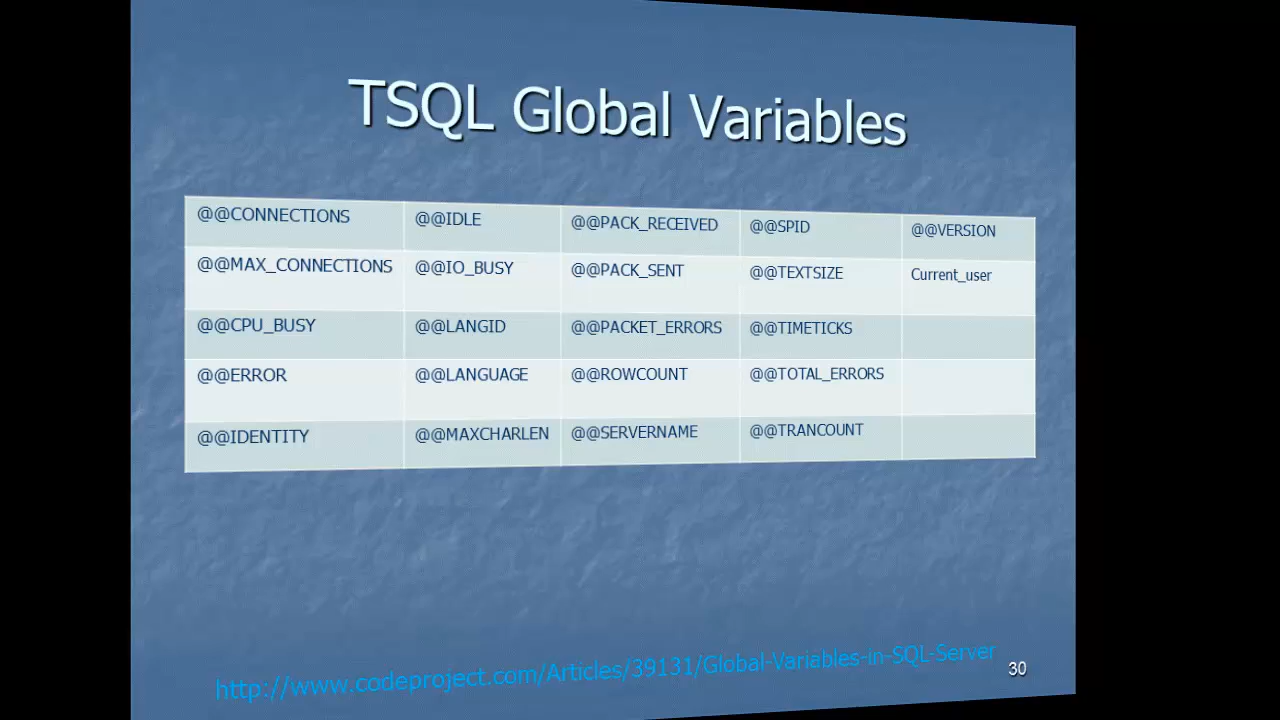 TSQL Global Variables
@@CONNECTIONS @@IDLE @@PACK_RECEIVED @@SPID @@VERSION
@@MAX_CONNECTIONS @@IO_BUSY @@PACK_SENT @@TEXTSIZE Current_user
@@CPU_BUSY @@LANGID @@PACKET_ERRORS @@TIMETICKS
@@ERROR @@LANGUAGE @@ROWCOUNT @@TOTAL_ERRORS
@@IDENTITY @@MAXCHARLEN @@SERVERNAME @@TRANCOUNT
http://www.codeproject.com/Articles/39131/Global-Variables-in-SQL-Server
30